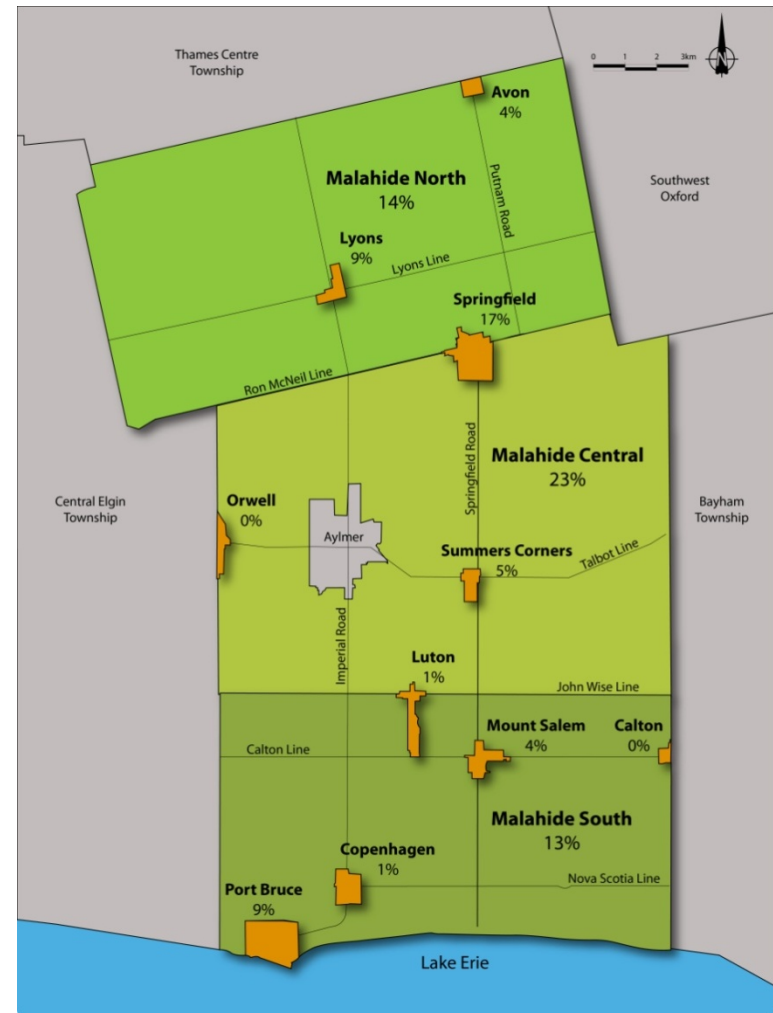 Thames Centre
Township
0 1 2 3km
N
Avon
4%
Putnam Road
Malahide North
14%
Southwest
Oxford
Lyons
9%
Lyons Line
Springfield
17%
Ron McNeil Line
Springfield Road
Malahide Central
23%
Central Elgin
Township
Orwell
0%
Bayham
Township
Aylmer
Summers Corners
5%
Talbot Line
Imperial Road
Luton
1%
John Wise Line
Mount Salem
4%
Calton
0%
Calton Line
Malahide South
13%
Copenhagen
1%
Nova Scotia Line
Port Bruce
9%
Lake Erie